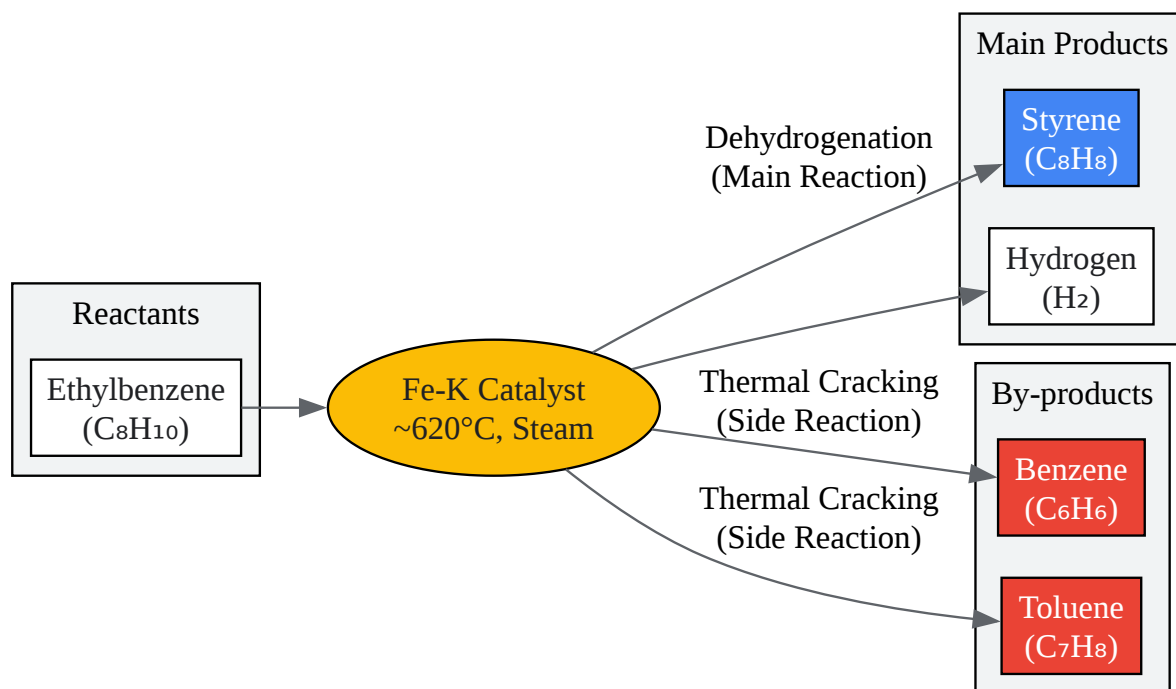 Reactants
Ethylbenzene
(C₈H₁₀)
Fe-K Catalyst
~620°C, Steam
Dehydrogenation
(Main Reaction)
Thermal Cracking
(Side Reaction)
Thermal Cracking
(Side Reaction)
Main Products
Styrene
(C₈H₈)
Hydrogen
(H₂)
By-products
Benzene
(C₆H₆)
Toluene
(C₇H₈)